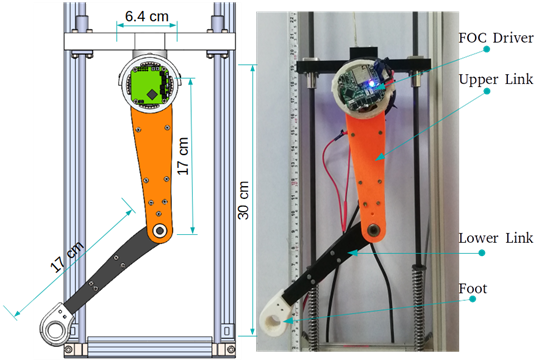 6.4 cm
FOC Driver
Upper Link
17 cm
30 cm
Lower Link
17 cm
Foot